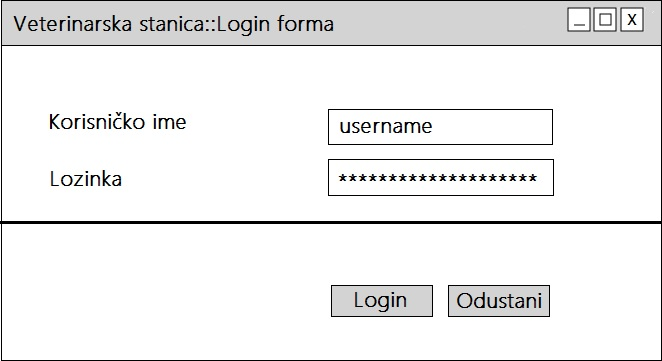 Veterinarska stanica::Login forma
Korisničko ime
username
Lozinka
********************
Login
Odustani